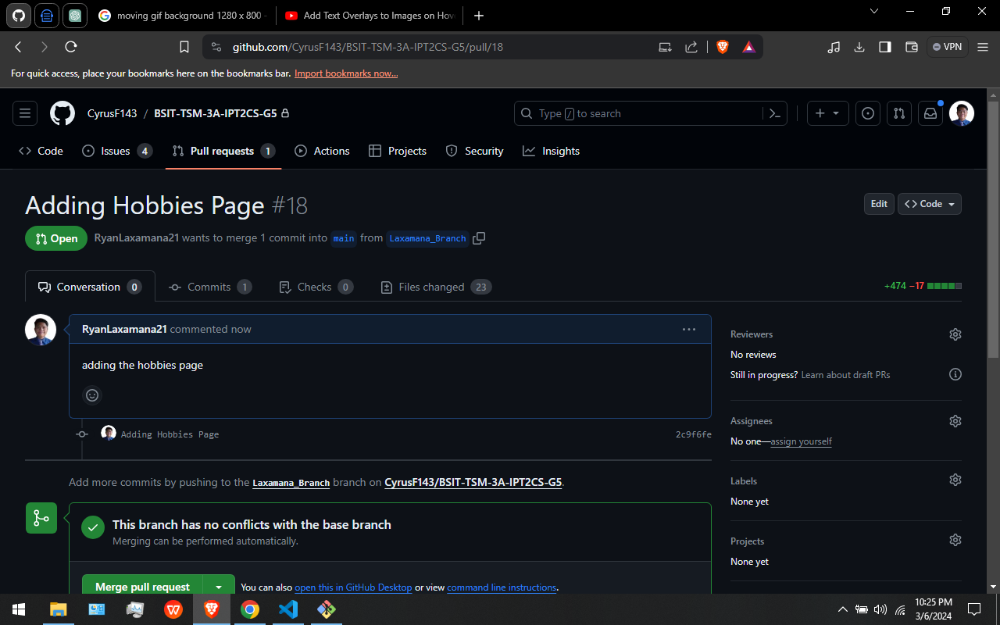 moving gif background 1280 x 800 -
Add Text Overlays to Images on Hov
github.com/CyrusF143/BSIT-TSM-3A-IPT2CS-G5/pull/18
VPN
For quick access, place your bookmarks here on the bookmarks bar. Import bookmarks now...
CyrusF143 / BSIT-TSM-3A-IPT2CS-G5
Type / to search
Code
Issues 4
Pull requests 1
Actions
Projects
Security
Insights
Adding Hobbies Page #18
Edit
Code
Open
RyanLaxamana21 wants to merge 1 commit into main from Laxamana_Branch
Conversation 0
Commits 1
Checks 0
Files changed 23
+474 −17
RyanLaxamana21 commented now
adding the hobbies page
Adding Hobbies Page
2c9f6fe
Add more commits by pushing to the Laxamana_Branch branch on CyrusF143/BSIT-TSM-3A-IPT2CS-G5.
This branch has no conflicts with the base branch
Merging can be performed automatically.
Merge pull request
You can also open this in GitHub Desktop or view command line instructions.
Reviewers
No reviews
Still in progress? Learn about draft PRs
Assignees
No one—assign yourself
Labels
None yet
Projects
None yet
10:25 PM
3/6/2024